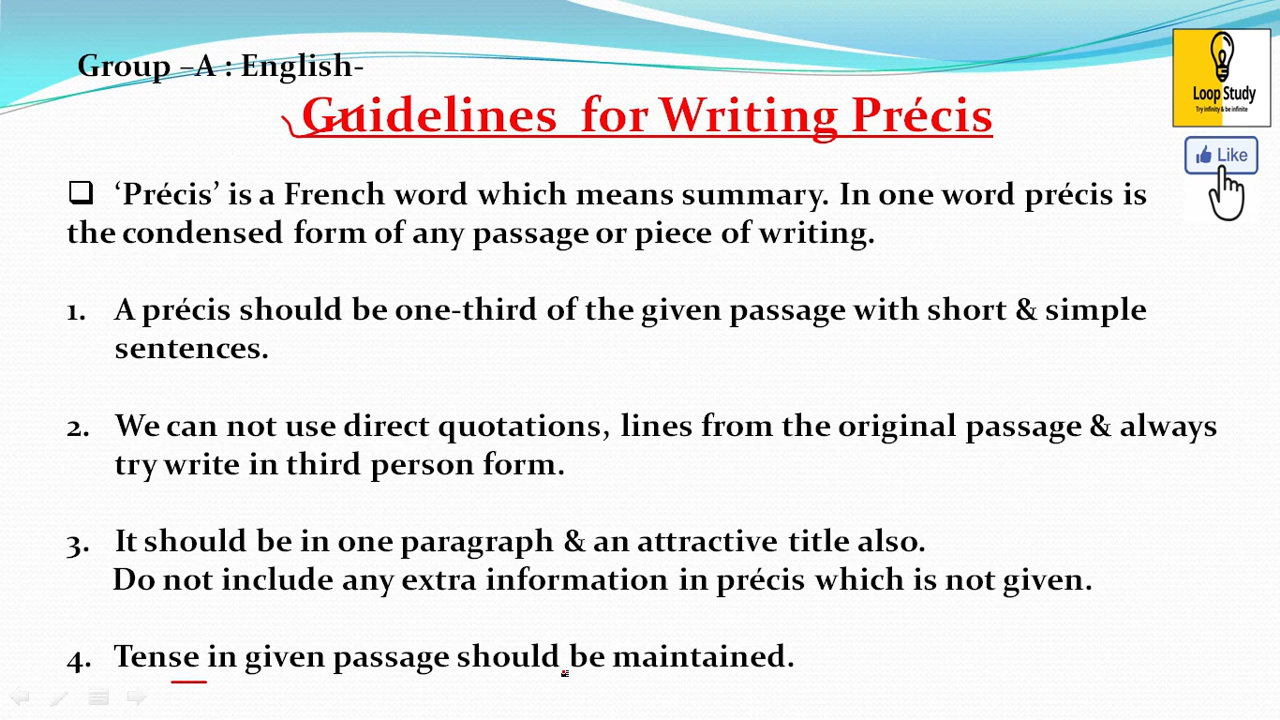 Group –A : English-
Guidelines for Writing Précis
Loop Study
Try infinity & be infinite
Like
‘Précis’ is a French word which means summary. In one word précis is
the condensed form of any passage or piece of writing.
1. A précis should be one-third of the given passage with short & simple
sentences.
2. We can not use direct quotations, lines from the original passage & always
try write in third person form.
3. It should be in one paragraph & an attractive title also.
Do not include any extra information in précis which is not given.
4. Tense in given passage should be maintained.